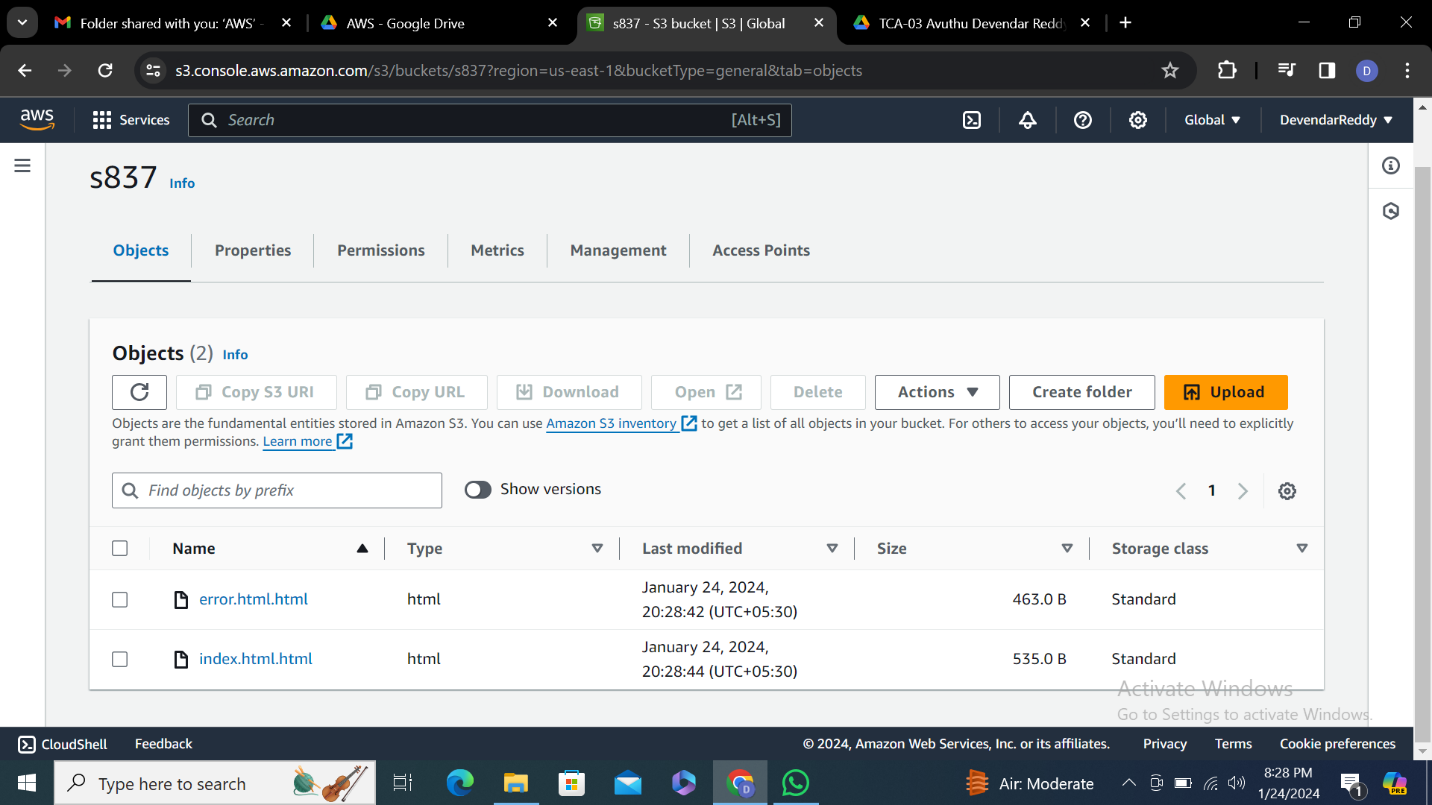 Folder shared with you: 'AWS' -
AWS - Google Drive
s837 - S3 bucket | S3 | Global
TCA-03 Avuthu Devendar Reddy
s3.console.aws.amazon.com/s3/buckets/s837?region=us-east-1&bucketType=general&tab=objects
D
aws
Services
Search
[Alt+S]
Global
DevendarReddy
s837 Info
Objects
Properties
Permissions
Metrics
Management
Access Points
Objects (2) Info
Copy S3 URI
Copy URL
Download
Open
Delete
Actions
Create folder
Upload
Objects are the fundamental entities stored in Amazon S3. You can use Amazon S3 inventory to get a list of all objects in your bucket. For others to access your objects, you'll need to explicitly
grant them permissions. Learn more
Find objects by prefix
Show versions
1
Name
Type
Last modified
Size
Storage class
error.html.html
html
January 24, 2024,
20:28:42 (UTC+05:30)
463.0 B
Standard
index.html.html
html
January 24, 2024,
20:28:44 (UTC+05:30)
535.0 B
Standard
Activate Windows
Go to Settings to activate Windows.
CloudShell
Feedback
© 2024, Amazon Web Services, Inc. or its affiliates.
Privacy
Terms
Cookie preferences
Type here to search
D
Air: Moderate
8:28 PM
1/24/2024
1
PRE